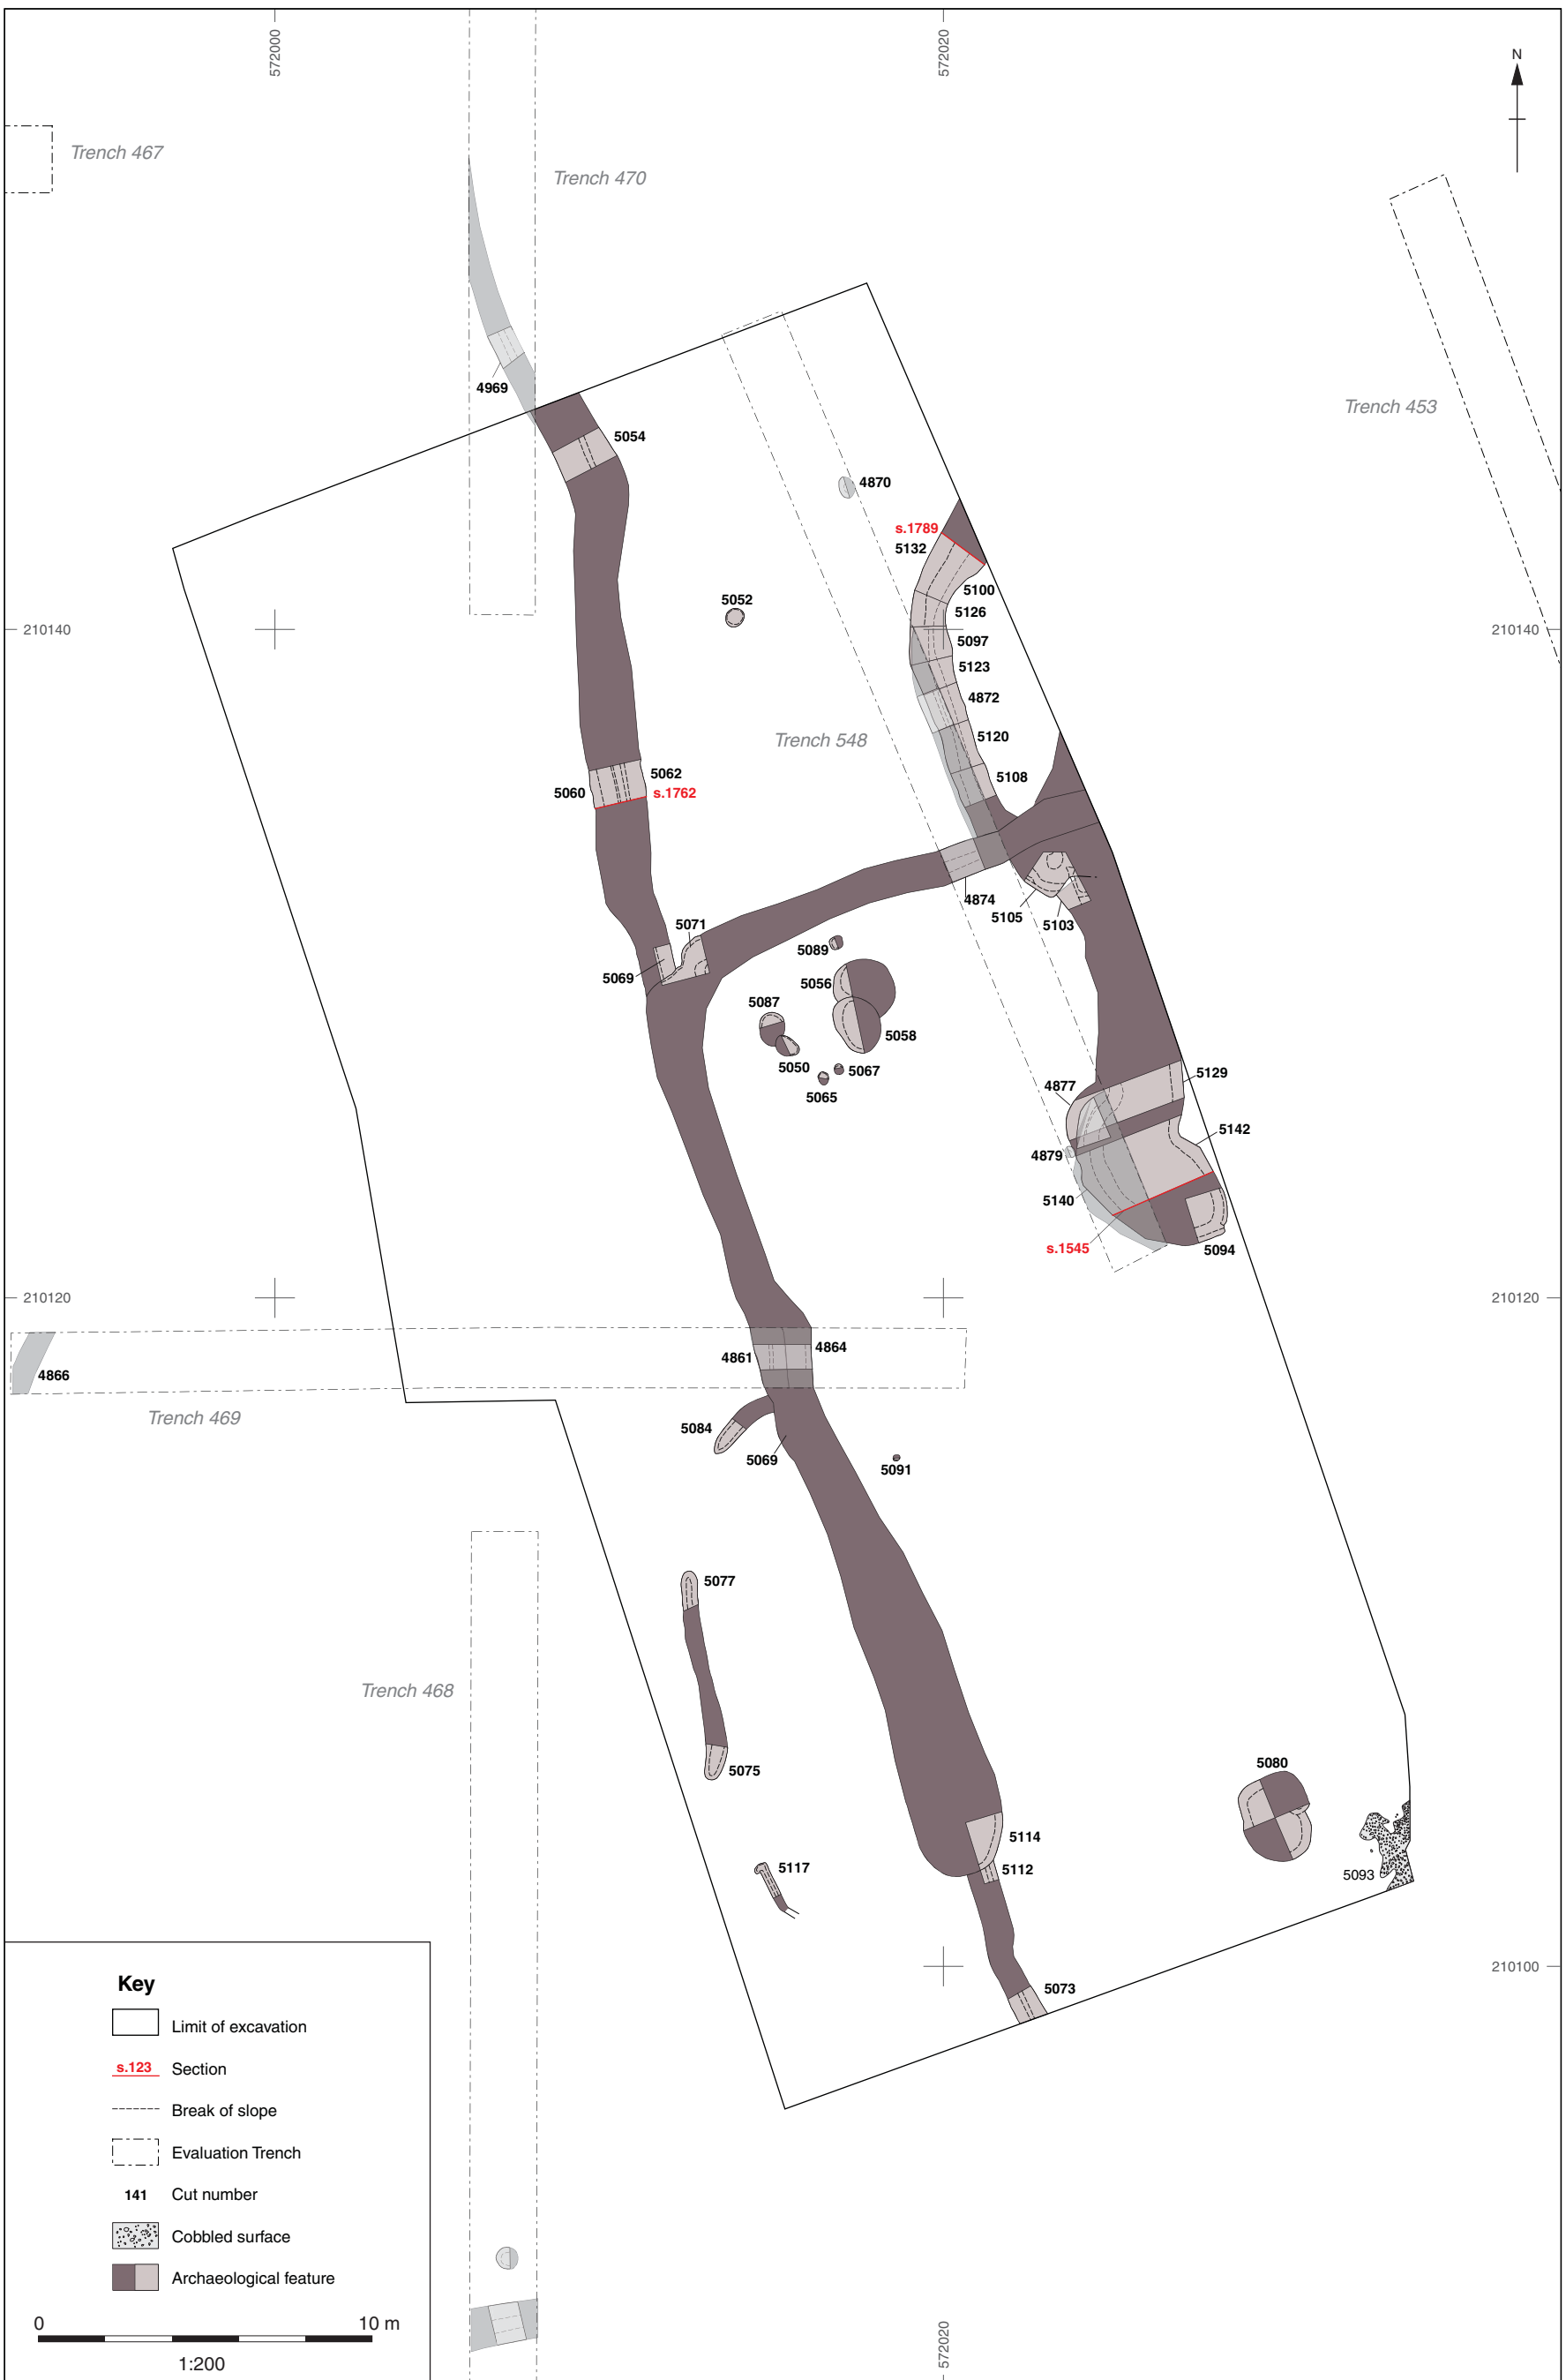 572000
572020
N
Trench 467
Trench 470
4969
Trench 453
5054
4870
s.1789
5132
5100
5052
5126
210140
210140
5097
5123
4872
Trench 548
5120
5062
5108
5060
s.1762
4874
5105
5103
5071
5089
5069
5056
5087
5058
5050
5067
5065
5129
4877
5142
4879
5140
s.1545
5094
210120
210120
4861
4864
4866
Trench 469
5084
5069
5091
5077
Trench 468
5075
5080
5114
5117
5112
5093
210100
5073
Key
Limit of excavation
s.123 Section
Break of slope
Evaluation Trench
141 Cut number
Cobbled surface
Archaeological feature
0 10 m
1:200
572020